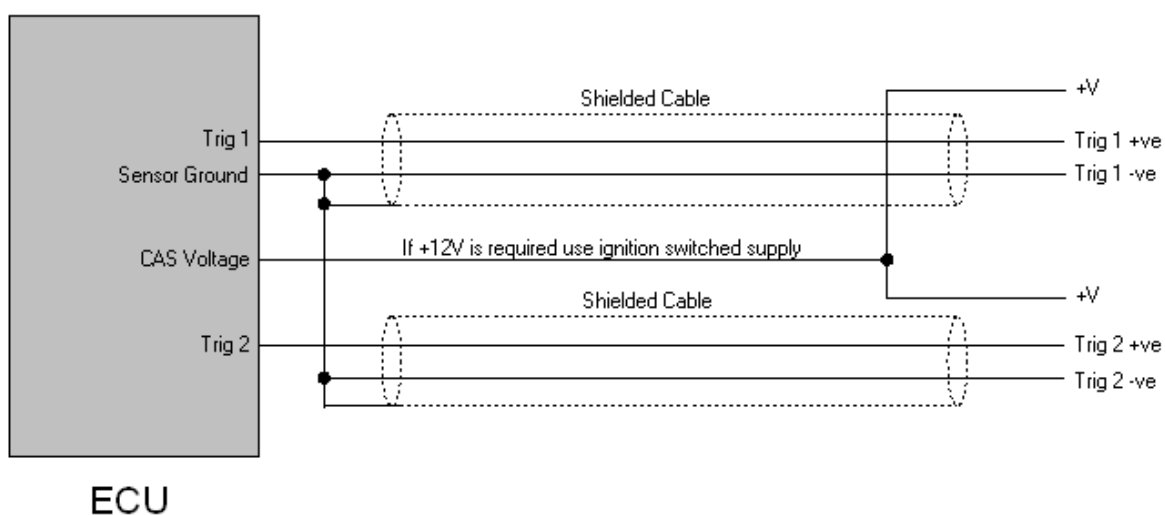 +V
Shielded Cable
Trig 1
Trig 1 +ve
Sensor Ground
Trig 1 -ve
CAS Voltage
If +12V is required use ignition switched supply
+V
Shielded Cable
Trig 2
Trig 2 +ve
Trig 2 -ve
ECU